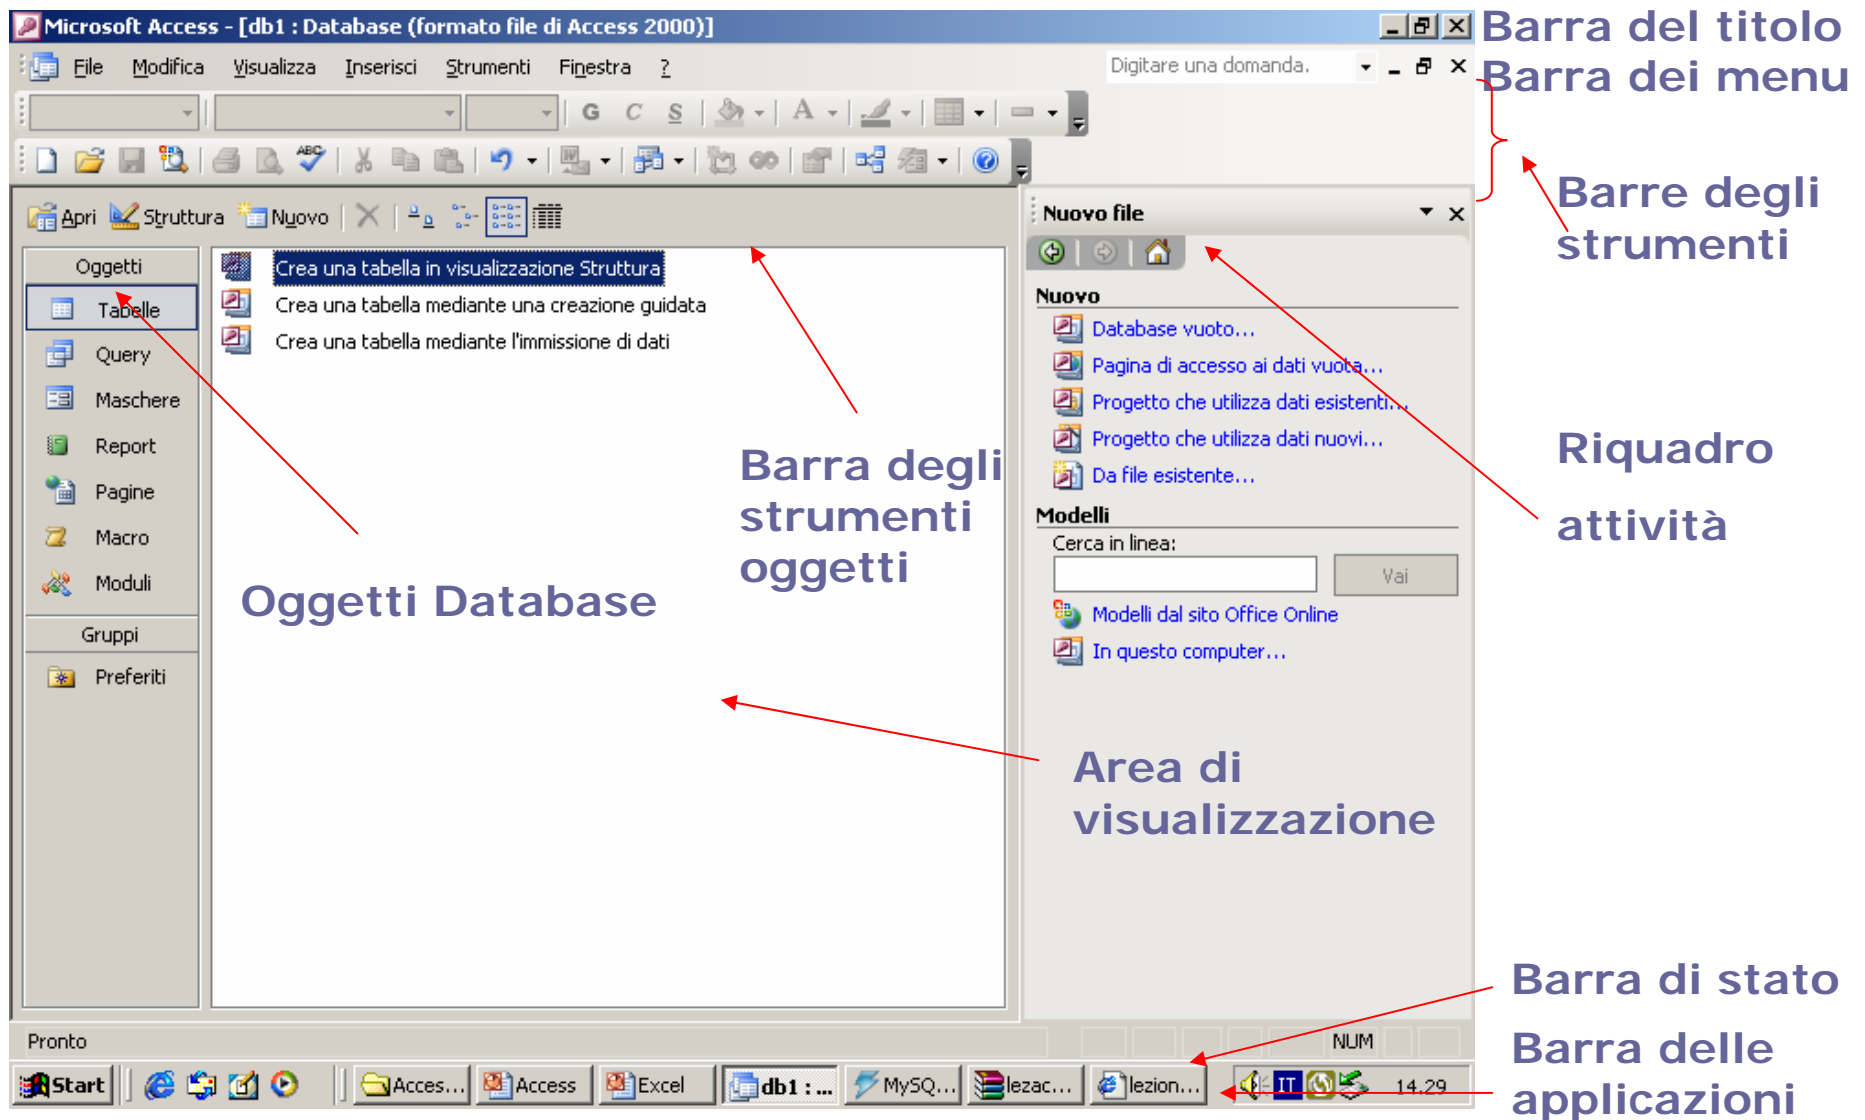 Microsoft Access - [db1 : Database (formato file di Access 2000)]
Barra del titolo
File Modifica Visualizza Inserisci Strumenti Finestra ?
Digitare una domanda.
Barra dei menu
G C S A
ABC
W
Barre degli
strumenti
Apri Struttura Nuovo
Nuovo file
Oggetti
Tabelle
Query
Maschere
Report
Pagine
Macro
Moduli
Gruppi
Preferiti
Crea una tabella in visualizzazione Struttura
Crea una tabella mediante una creazione guidata
Crea una tabella mediante l'immissione di dati
Barra degli
strumenti
oggetti
Oggetti Database
Nuovo
Database vuoto...
Pagina di accesso ai dati vuota...
Progetto che utilizza dati esistenti...
Progetto che utilizza dati nuovi...
Da file esistente...
Modelli
Cerca in linea:
Vai
Modelli dal sito Office Online
In questo computer...
Riquadro
attività
Area di
visualizzazione
Barra di stato
Pronto
NUM
Barra delle
applicazioni
Start Acces... Access Excel db1 : ... MySQ... lezac... lezion... IT 14.29